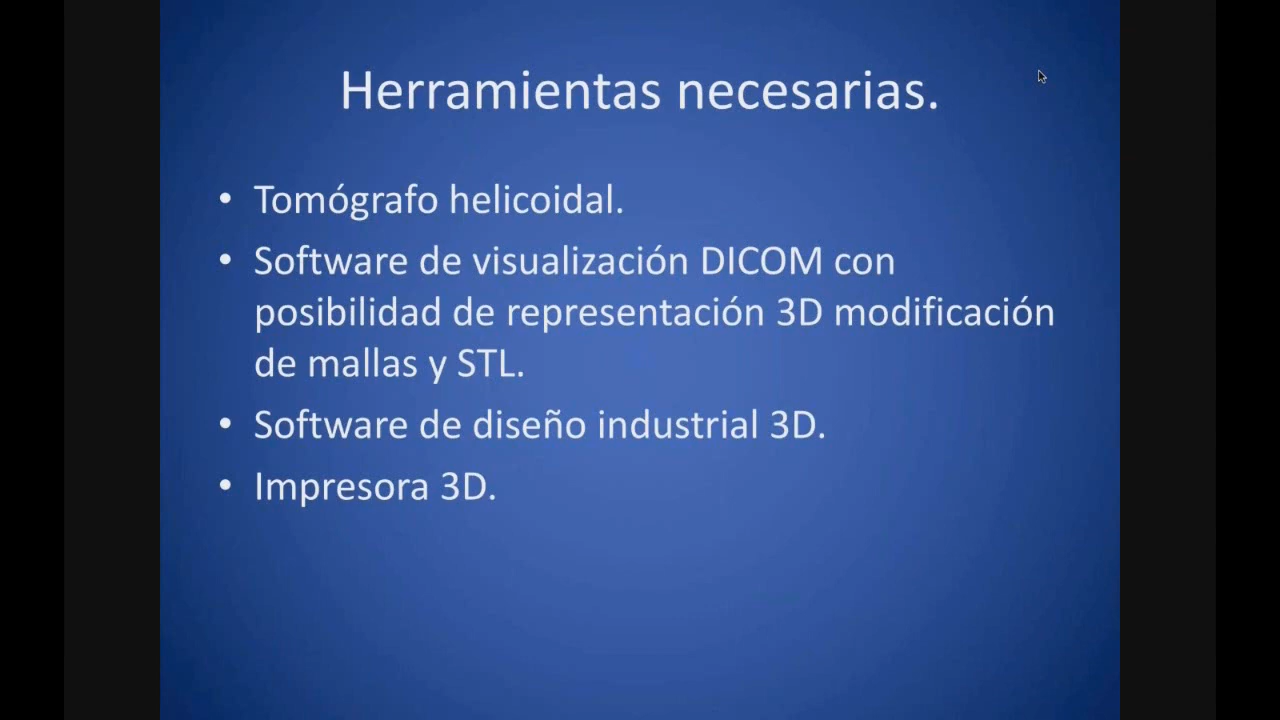 Herramientas necesarias.
• Tomógrafo helicoidal.
• Software de visualización DICOM con
posibilidad de representación 3D modificación
de mallas y STL.
• Software de diseño industrial 3D.
• Impresora 3D.